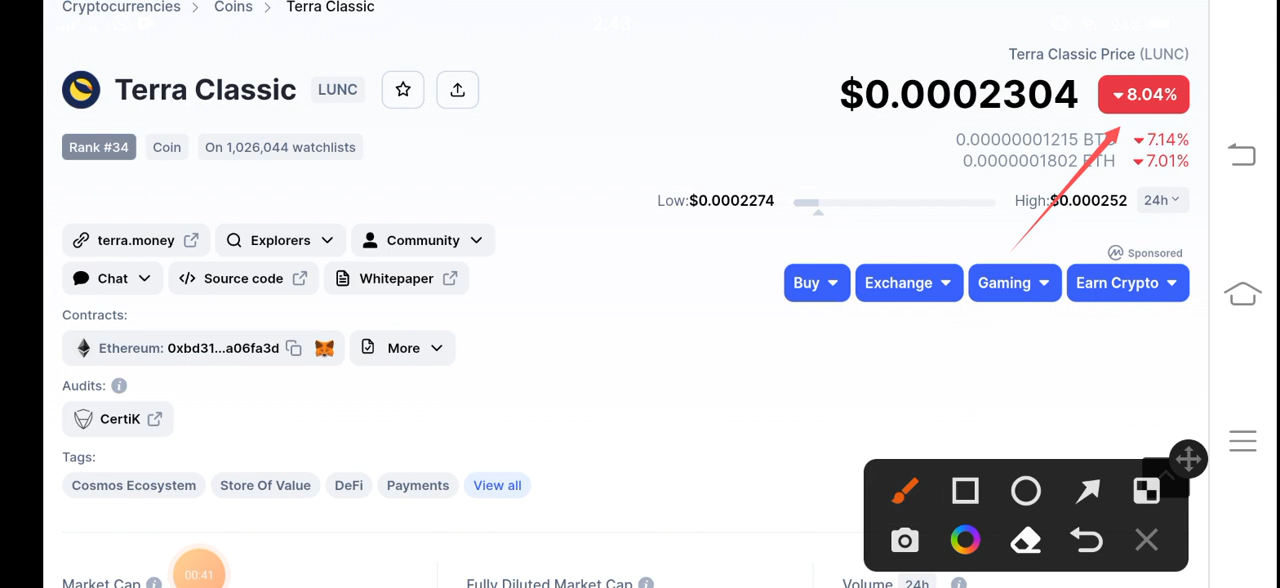 Cryptocurrencies > Coins > Terra Classic
2:43
Terra Classic Price (LUNC)
Terra Classic LUNC
$0.0002304 8.04%
Rank #34 Coin On 1,026,044 watchlists
0.00000001215 BTC 7.14%
0.0000001802 ETH 7.01%
Low:$0.0002274 High:$0.000252 24h
terra.money Explorers Community
Sponsored
Chat Source code Whitepaper
Buy Exchange Gaming Earn Crypto
Contracts:
Ethereum: 0xbd31...a06fa3d More
Audits:
CertiK
Tags:
Cosmos Ecosystem Store Of Value DeFi Payments View all
00:41
Market Cap Fully Diluted Market Cap Volume 24h